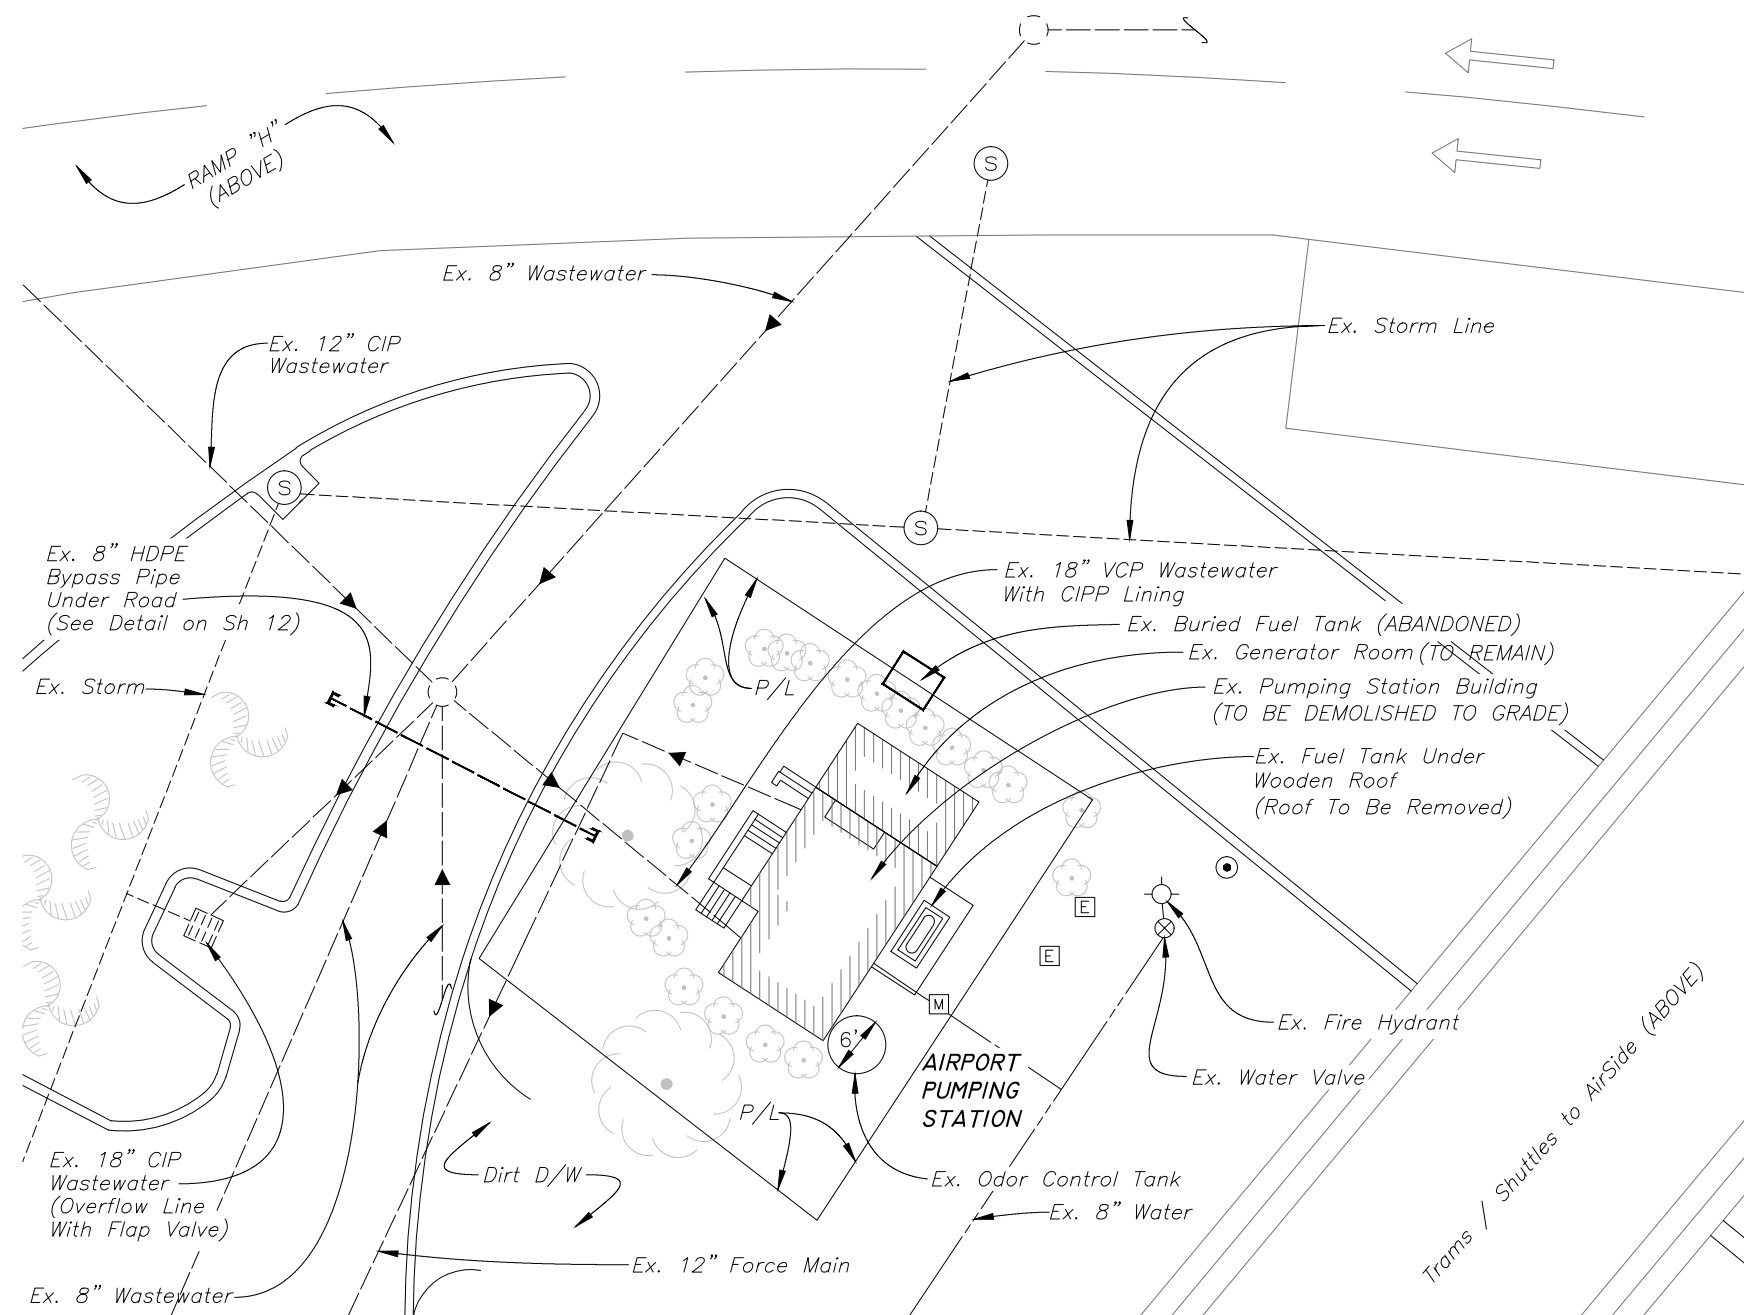 RAMP "H"
(ABOVE)
S
Ex. 8" Wastewater
Ex. Storm Line
Ex. 12" CIP
Wastewater
S
S
Ex. 8" HDPE
Bypass Pipe
Under Road
(See Detail on Sh 12)
Ex. 18" VCP Wastewater
With CIPP Lining
Ex. Buried Fuel Tank (ABANDONED)
Ex. Generator Room (TO REMAIN)
Ex. Storm
P/L
Ex. Pumping Station Building
(TO BE DEMOLISHED TO GRADE)
Ex. Fuel Tank Under
Wooden Roof
(Roof To Be Removed)
E
E
M
6'
Ex. Fire Hydrant
AIRPORT
PUMPING
STATION
Ex. Water Valve
P/L
Trams / Shuttles to AirSide (ABOVE)
Ex. 18" CIP
Wastewater
(Overflow Line
With Flap Valve)
Dirt D/W
Ex. Odor Control Tank
Ex. 8" Water
Ex. 12" Force Main
Ex. 8" Wastewater